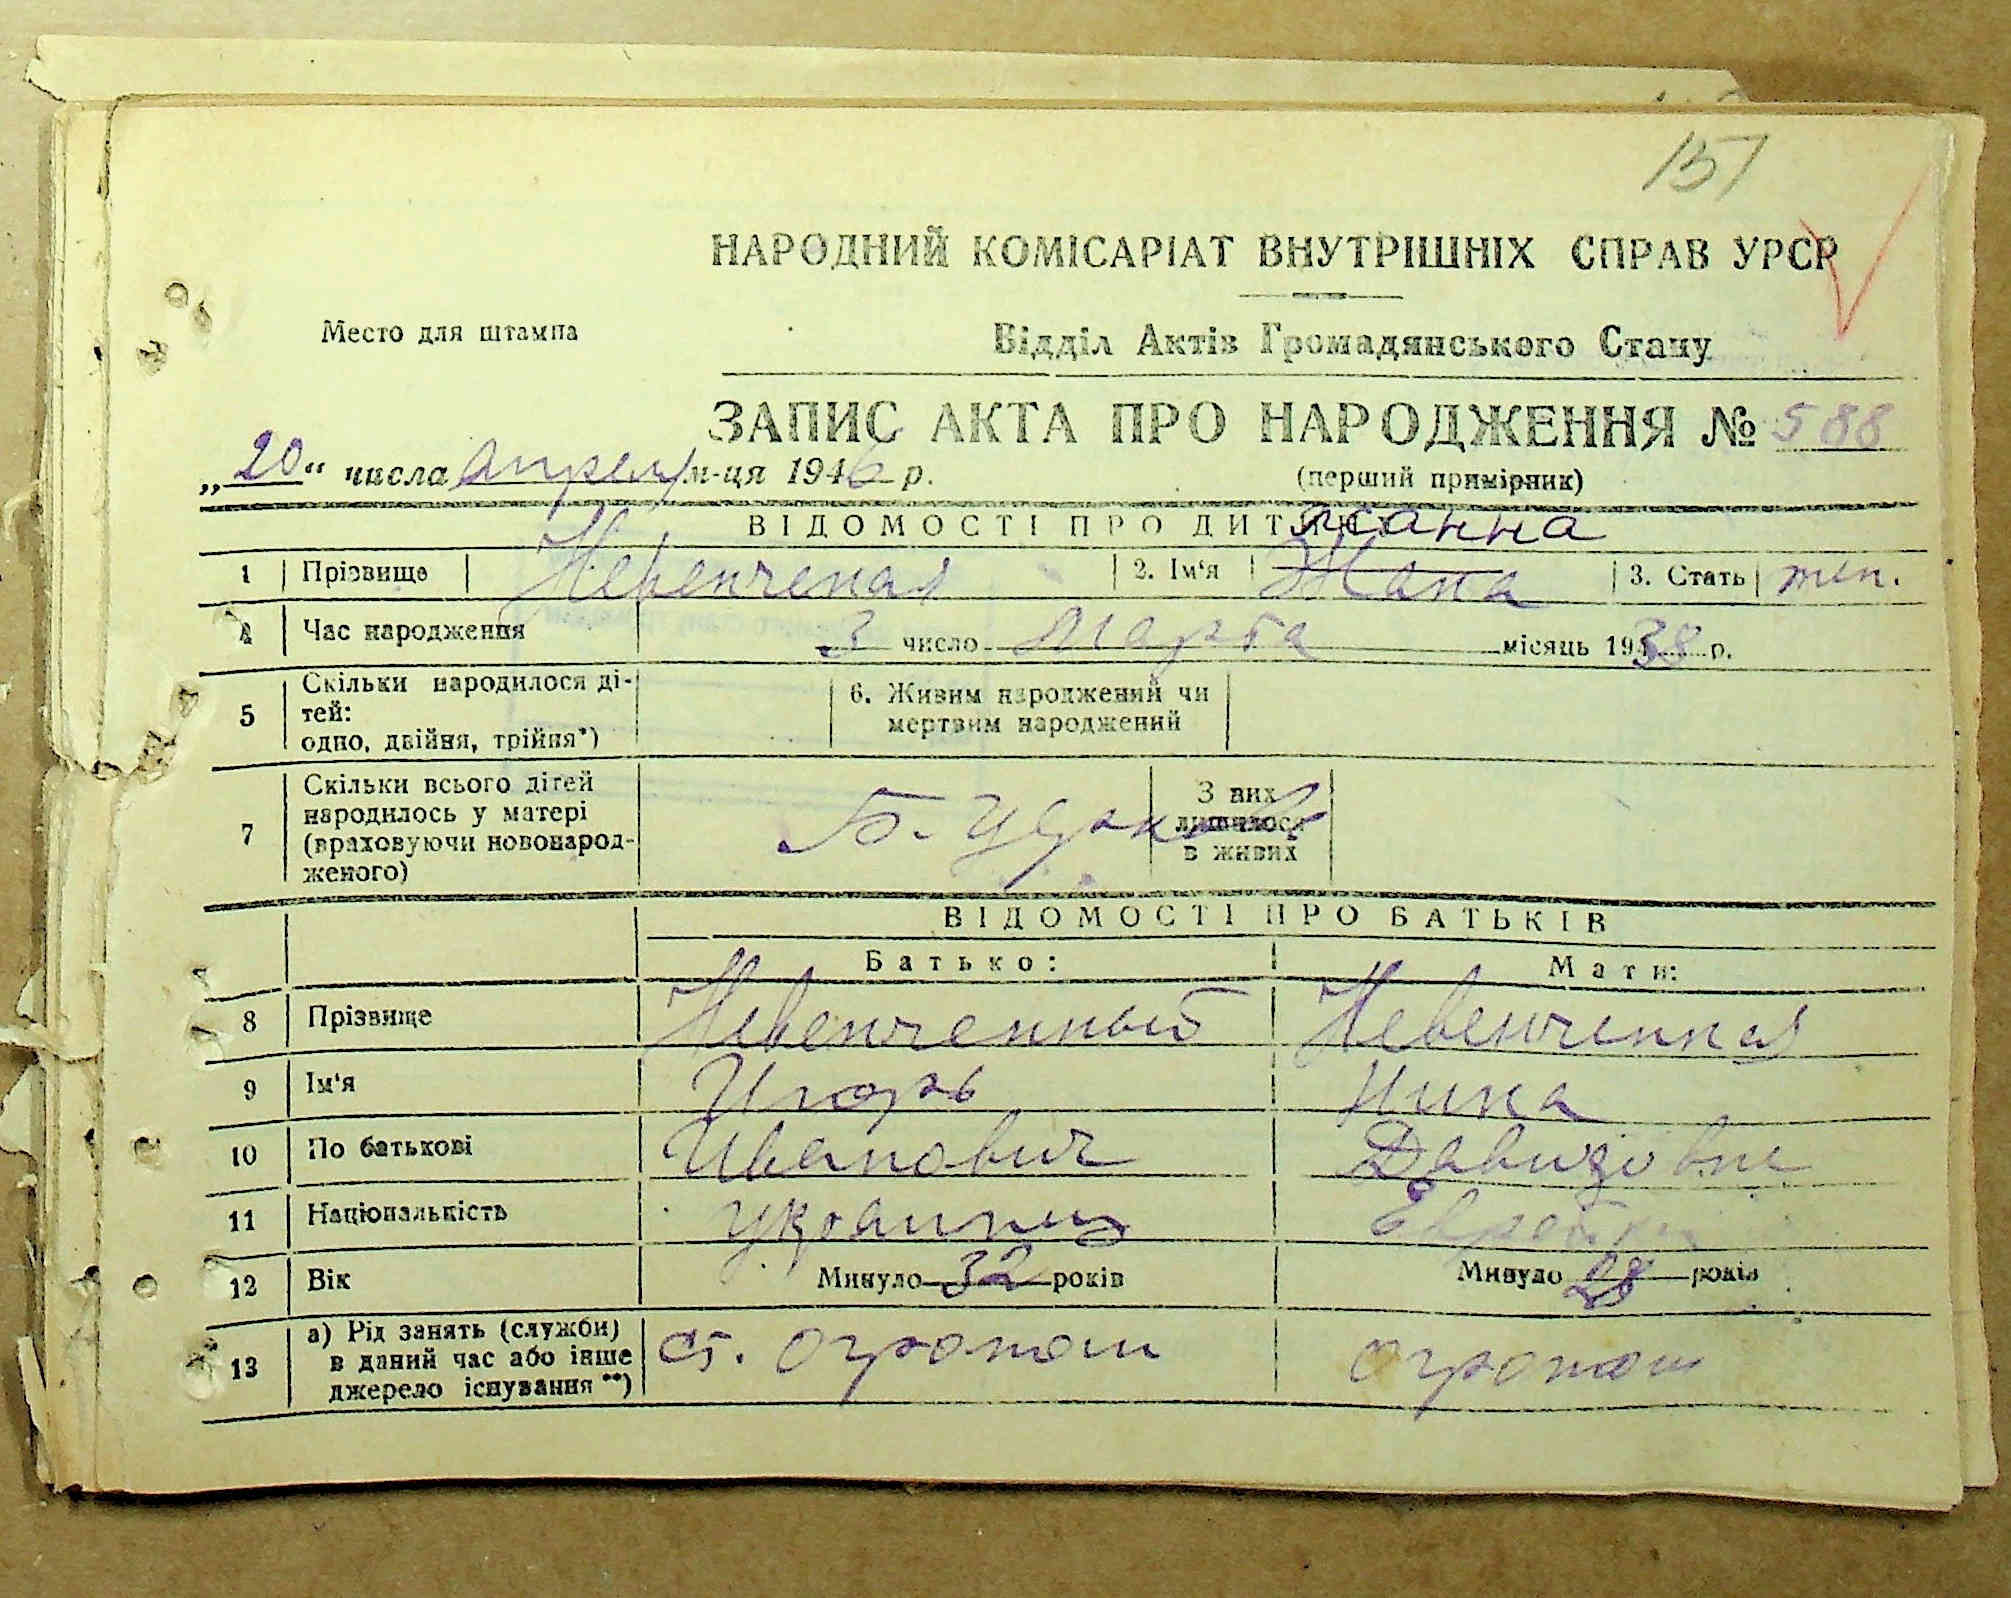 151
НАРОДНИЙ КОМІСАРІАТ ВНУТРІШНІХ СПРАВ УРСР
Место для штампа
Відділ Актів Громадянського Стану
ЗАПИС АКТА ПРО НАРОДЖЕННЯ № 588
„20“ числа апреля м-ця 1946 р.
(перший примірник)
ВІДОМОСТІ ПРО ДИТИНУ
Жанна
1 Прізвище Невенченая 2. Ім'я Жана 3. Стать жен.
4 Час народження 3 число Марта місяць 1938 р.
5 Скільки народилося дітей: одно, двійня, трійня*)
6. Живим народжений чи мертвим народжений
7 Скільки всього дітей народилось у матері (враховуючи новонародженого) Б. Церковь
З них лишилося в живих
ВІДОМОСТІ ПРО БАТЬКІВ
Батько: Мати:
8 Прізвище Невенченный Невенченная
9 Ім'я Игорь Нина
10 По батькові Иванович Давидовна
11 Національність украинец Еврейка
12 Вік Минуло 32 років Минуло 28 років
13 а) Рід занять (служби) в даний час або інше джерело існування **) Ст. огроном огроном